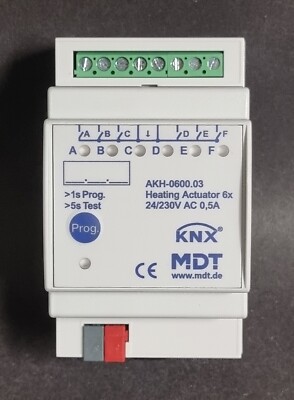 A B C ↓ D E F
A B C D E F
>1s Prog.
>5s Test
Prog.
AKH-0600.03
Heating Actuator 6x
24/230V AC 0,5A
KNX®
CE MDT
www.mdt.de